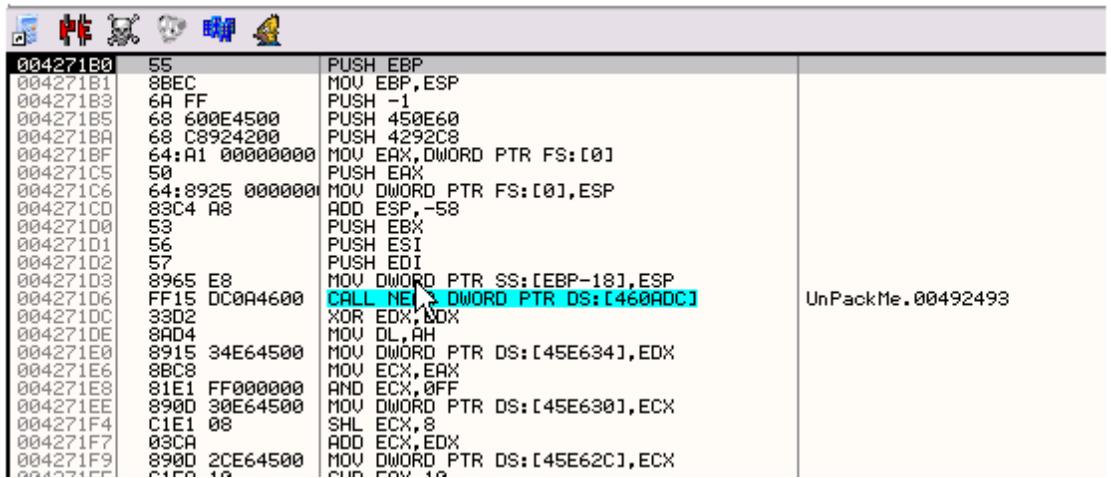 004271B0 55 PUSH EBP
004271B1 8BEC MOV EBP,ESP
004271B3 6A FF PUSH -1
004271B5 68 600E4500 PUSH 450E60
004271BA 68 C8924200 PUSH 4292C8
004271BF 64:A1 00000000 MOV EAX,DWORD PTR FS:[0]
004271C5 50 PUSH EAX
004271C6 64:8925 0000000 MOV DWORD PTR FS:[0],ESP
004271CD 83C4 A8 ADD ESP,-58
004271D0 53 PUSH EBX
004271D1 56 PUSH ESI
004271D2 57 PUSH EDI
004271D3 8965 E8 MOV DWORD PTR SS:[EBP-18],ESP
004271D6 FF15 DC0A4600 CALL DWORD PTR DS:[460ADC] UnPackMe.00492493
004271DC 33D2 XOR EDX,EDX
004271DE 8AD4 MOV DL,AH
004271E0 8915 34E64500 MOV DWORD PTR DS:[45E634],EDX
004271E6 8BC8 MOV ECX,EAX
004271E8 81E1 FF000000 AND ECX,0FF
004271EE 890D 30E64500 MOV DWORD PTR DS:[45E630],ECX
004271F4 C1E1 08 SHL ECX,8
004271F7 03CA ADD ECX,EDX
004271F9 890D 2CE64500 MOV DWORD PTR DS:[45E62C],ECX